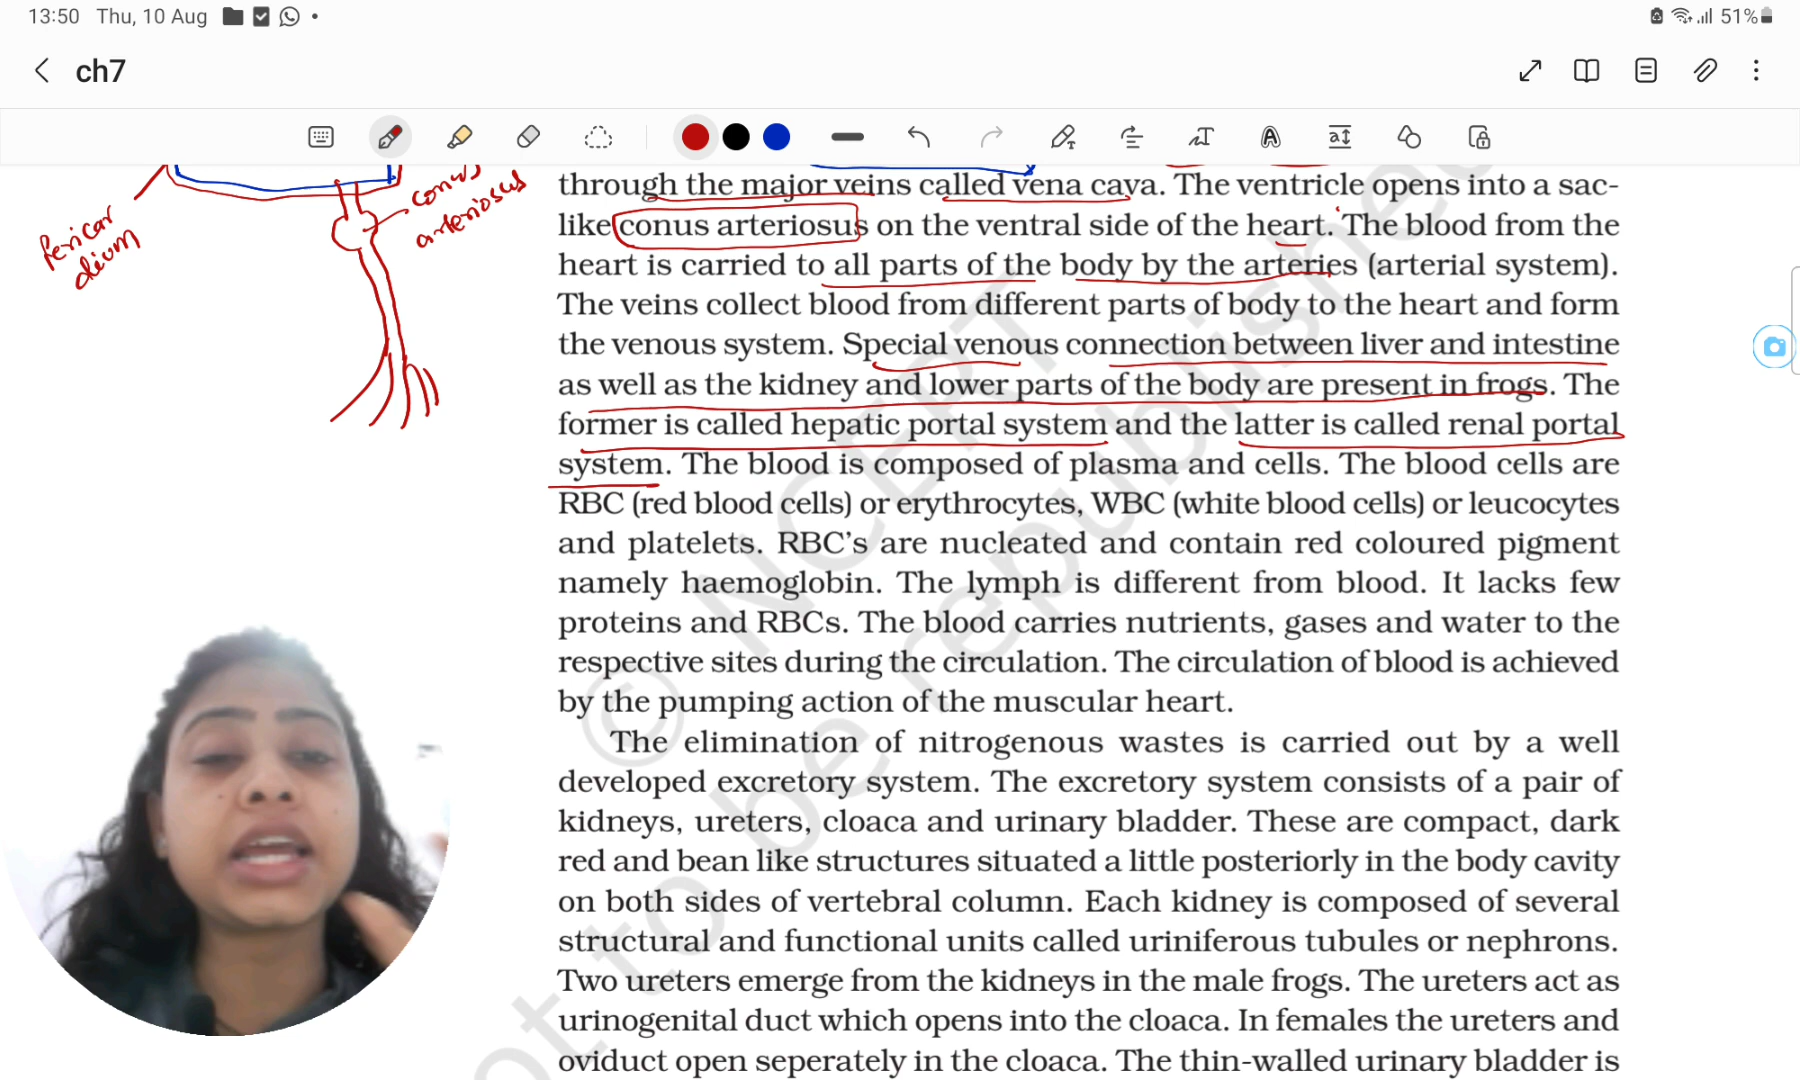 13:50 Thu, 10 Aug
51%
ch7
Pericar
dium
conus
arteriosus
through the major veins called vena cava. The ventricle opens into a sac-
like conus arteriosus on the ventral side of the heart. The blood from the
heart is carried to all parts of the body by the arteries (arterial system).
The veins collect blood from different parts of body to the heart and form
the venous system. Special venous connection between liver and intestine
as well as the kidney and lower parts of the body are present in frogs. The
former is called hepatic portal system and the latter is called renal portal
system. The blood is composed of plasma and cells. The blood cells are
RBC (red blood cells) or erythrocytes, WBC (white blood cells) or leucocytes
and platelets. RBC’s are nucleated and contain red coloured pigment
namely haemoglobin. The lymph is different from blood. It lacks few
proteins and RBCs. The blood carries nutrients, gases and water to the
respective sites during the circulation. The circulation of blood is achieved
by the pumping action of the muscular heart.
The elimination of nitrogenous wastes is carried out by a well
developed excretory system. The excretory system consists of a pair of
kidneys, ureters, cloaca and urinary bladder. These are compact, dark
red and bean like structures situated a little posteriorly in the body cavity
on both sides of vertebral column. Each kidney is composed of several
structural and functional units called uriniferous tubules or nephrons.
Two ureters emerge from the kidneys in the male frogs. The ureters act as
urinogenital duct which opens into the cloaca. In females the ureters and
oviduct open seperately in the cloaca. The thin-walled urinary bladder is
© NCERT
not to be republished